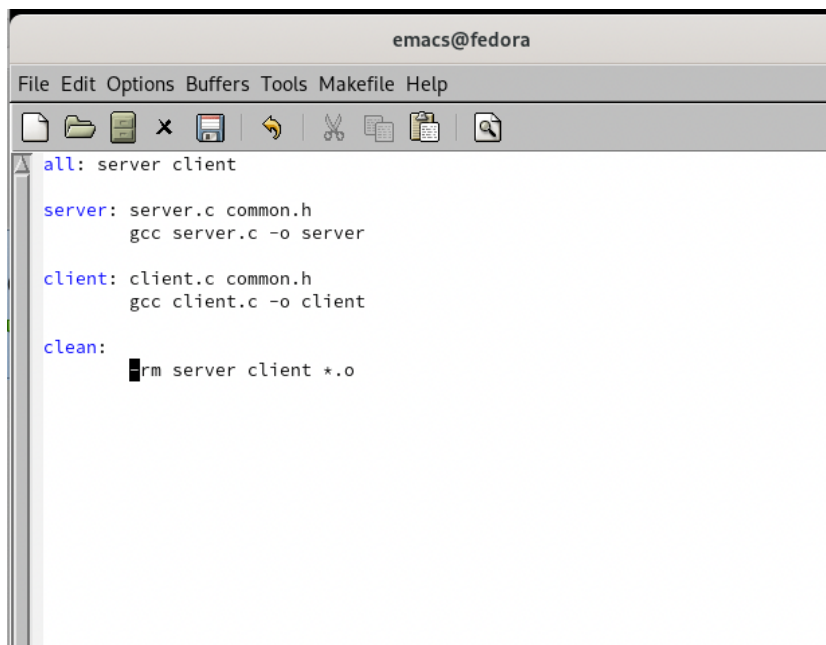 emacs@fedora
File Edit Options Buffers Tools Makefile Help
all: server client
server: server.c common.h
gcc server.c -o server
client: client.c common.h
gcc client.c -o client
clean:
-rm server client *.o